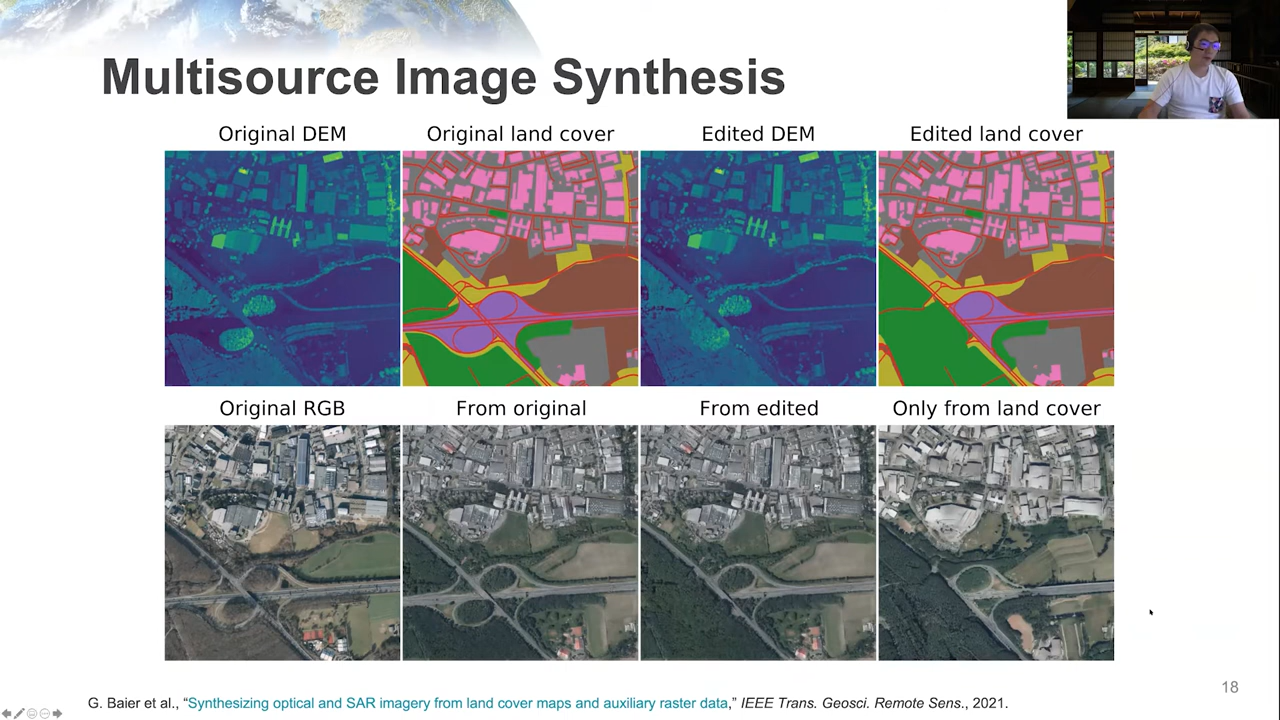 Multisource Image Synthesis
Original DEM
Original land cover
Edited DEM
Edited land cover
Original RGB
From original
From edited
Only from land cover
18
G. Baier et al., “Synthesizing optical and SAR imagery from land cover maps and auxiliary raster data,” IEEE Trans. Geosci. Remote Sens., 2021.